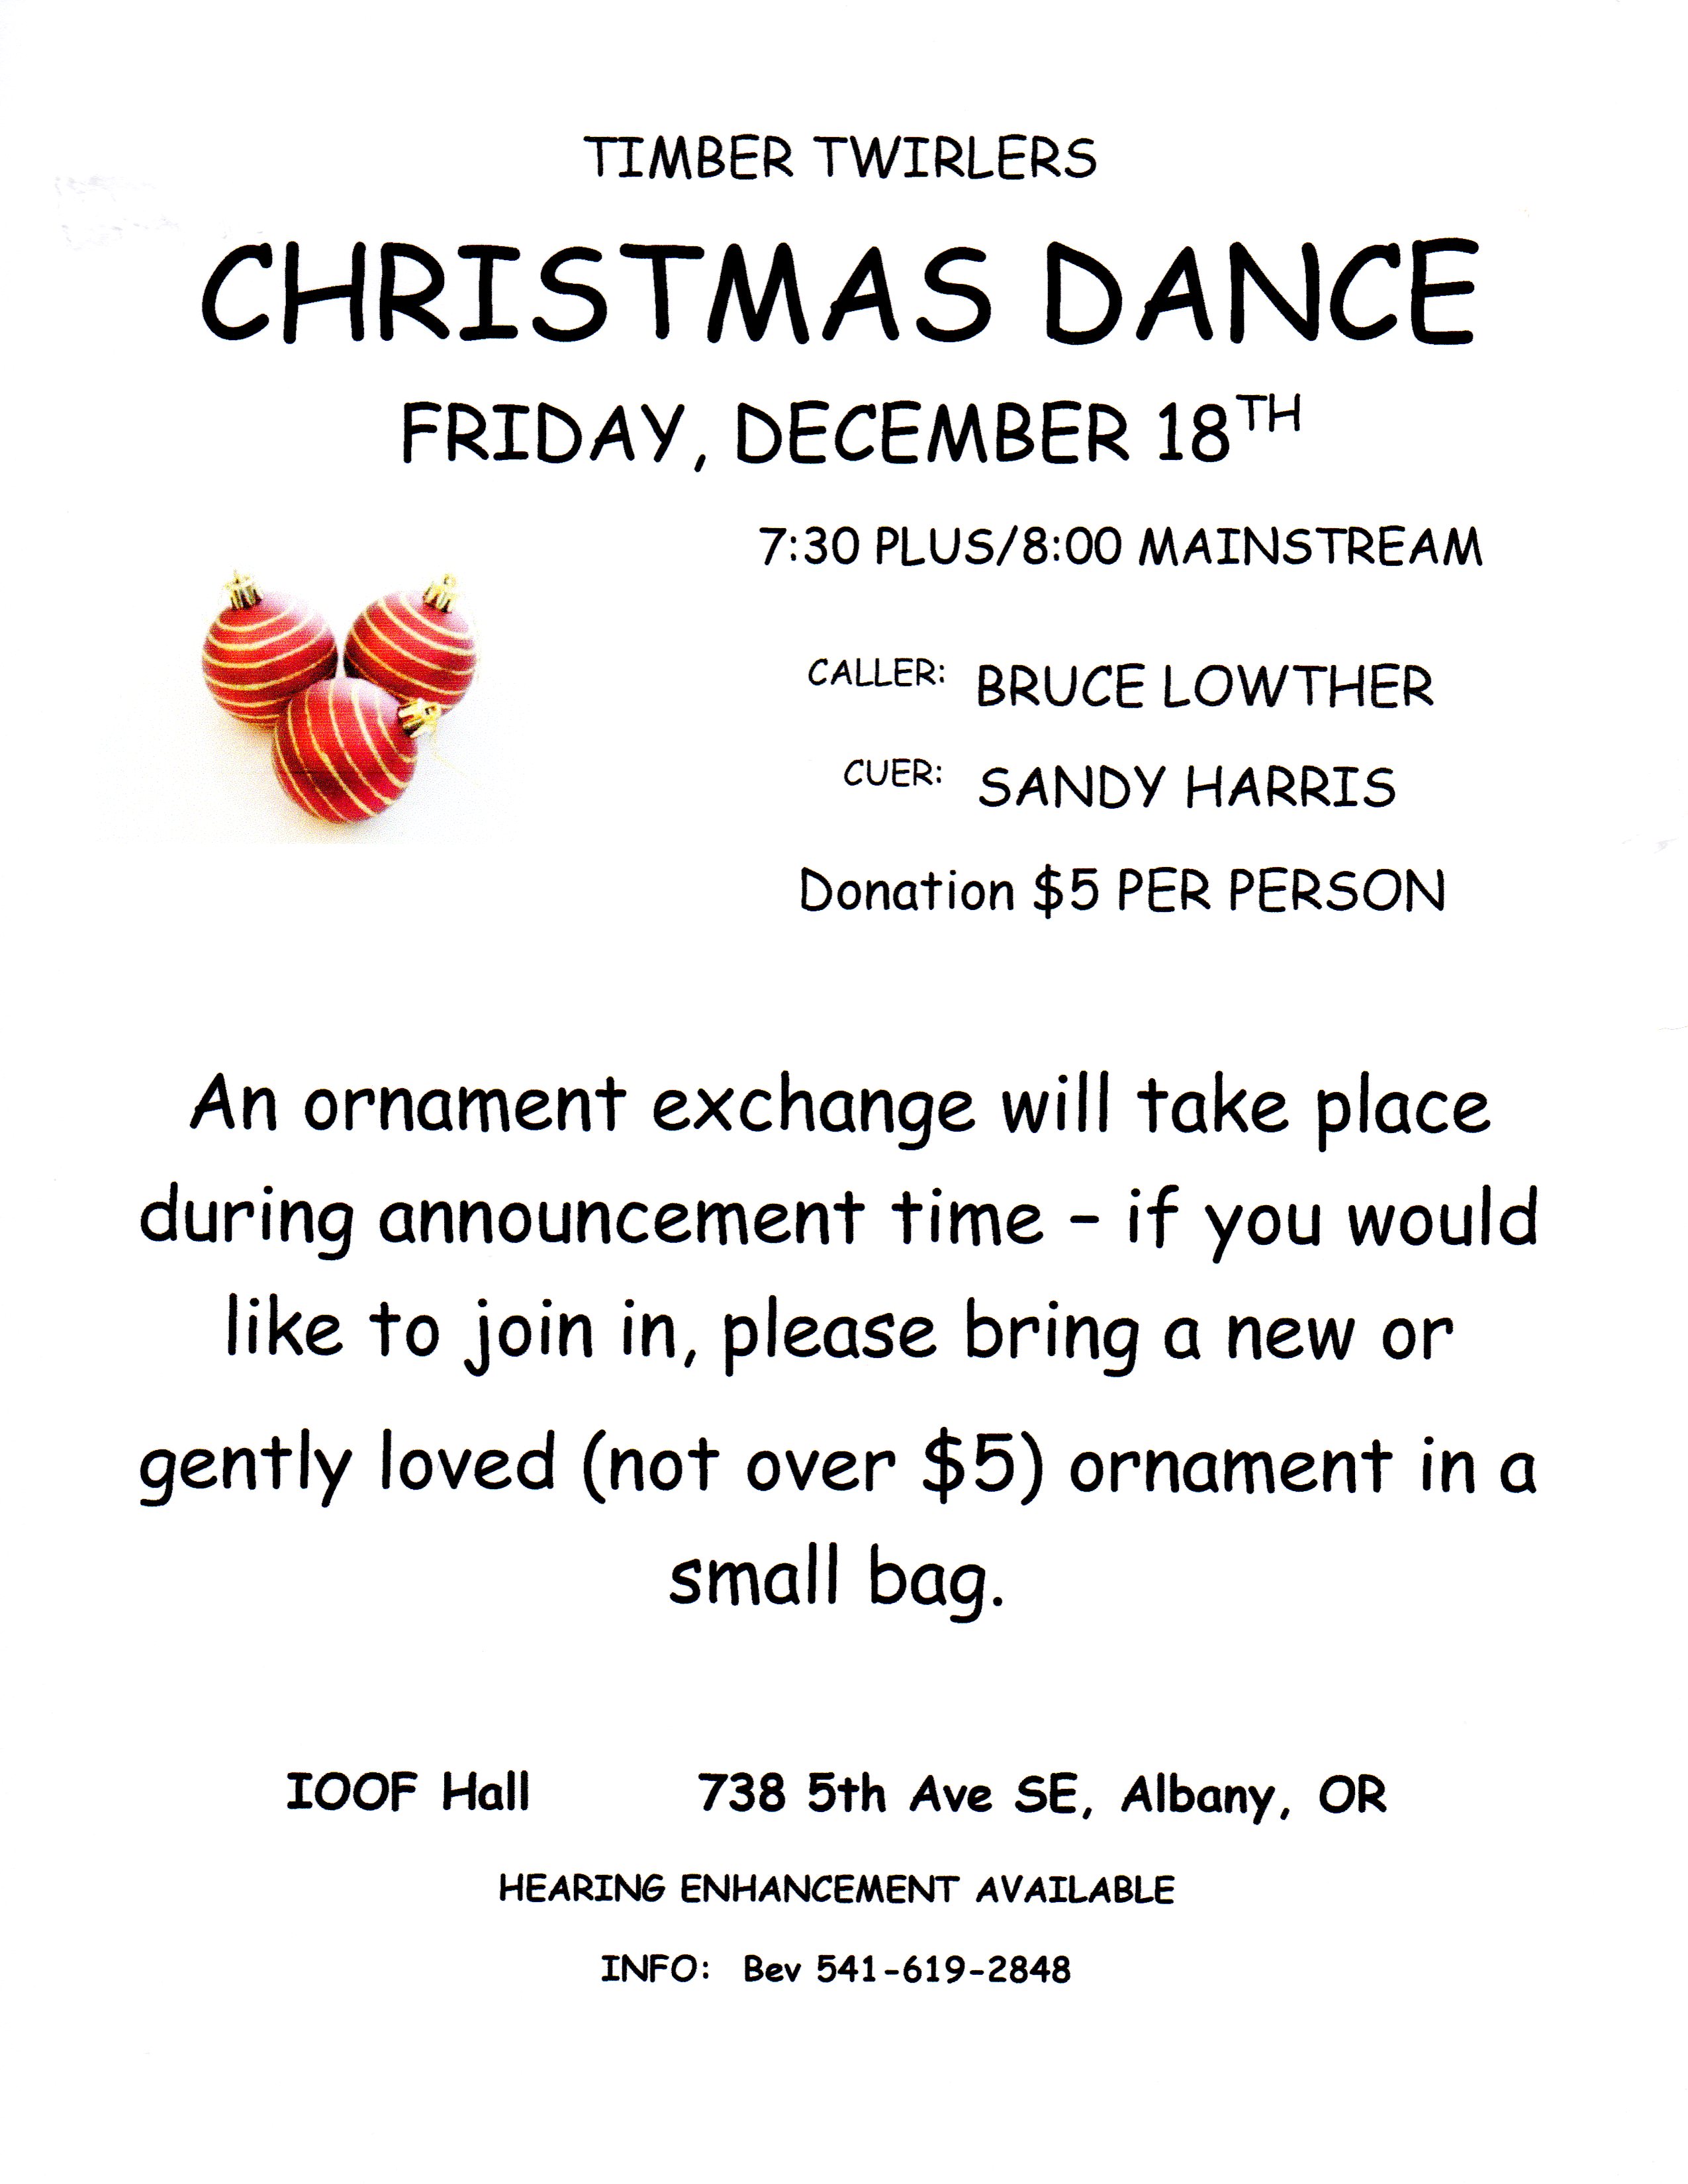 TIMBER TWIRLERS
CHRISTMAS DANCE
FRIDAY, DECEMBER 18TH
7:30 PLUS/8:00 MAINSTREAM
CALLER: BRUCE LOWTHER
CUER: SANDY HARRIS
Donation $5 PER PERSON
An ornament exchange will take place
during announcement time – if you would
like to join in, please bring a new or
gently loved (not over $5) ornament in a
small bag.
IOOF Hall 738 5th Ave SE, Albany, OR
HEARING ENHANCEMENT AVAILABLE
INFO: Bev 541-619-2848